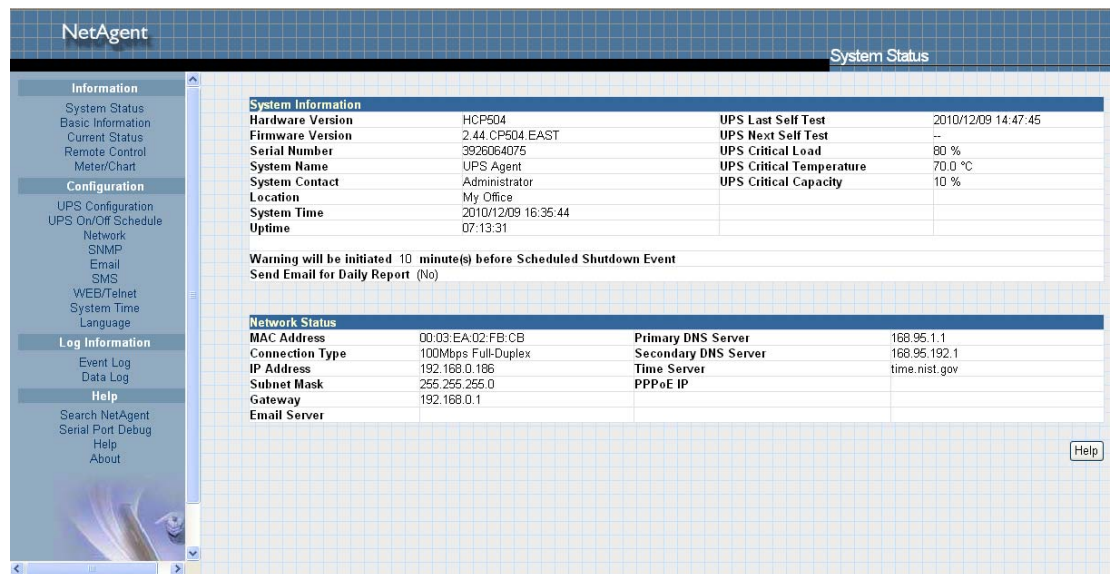 NetAgent
System Status
Information
System Status
Basic Information
Current Status
Remote Control
Meter/Chart
Configuration
UPS Configuration
UPS On/Off Schedule
Network
SNMP
Email
SMS
WEB/Telnet
System Time
Language
Log Information
Event Log
Data Log
Help
Search NetAgent
Serial Port Debug
Help
About
System Information
Hardware Version HCP504 UPS Last Self Test 2010/12/09 14:47:45
Firmware Version 2.44.CP504.EAST UPS Next Self Test --
Serial Number 3926064075 UPS Critical Load 80 %
System Name UPS Agent UPS Critical Temperature 70.0 °C
System Contact Administrator UPS Critical Capacity 10 %
Location My Office
System Time 2010/12/09 16:35:44
Uptime 07:13:31
Warning will be initiated 10 minute(s) before Scheduled Shutdown Event
Send Email for Daily Report (No)
Network Status
MAC Address 00:03:EA:02:FB:CB Primary DNS Server 168.95.1.1
Connection Type 100Mbps Full-Duplex Secondary DNS Server 168.95.192.1
IP Address 192.168.0.186 Time Server time.nist.gov
Subnet Mask 255.255.255.0 PPPoE IP
Gateway 192.168.0.1
Email Server
Help